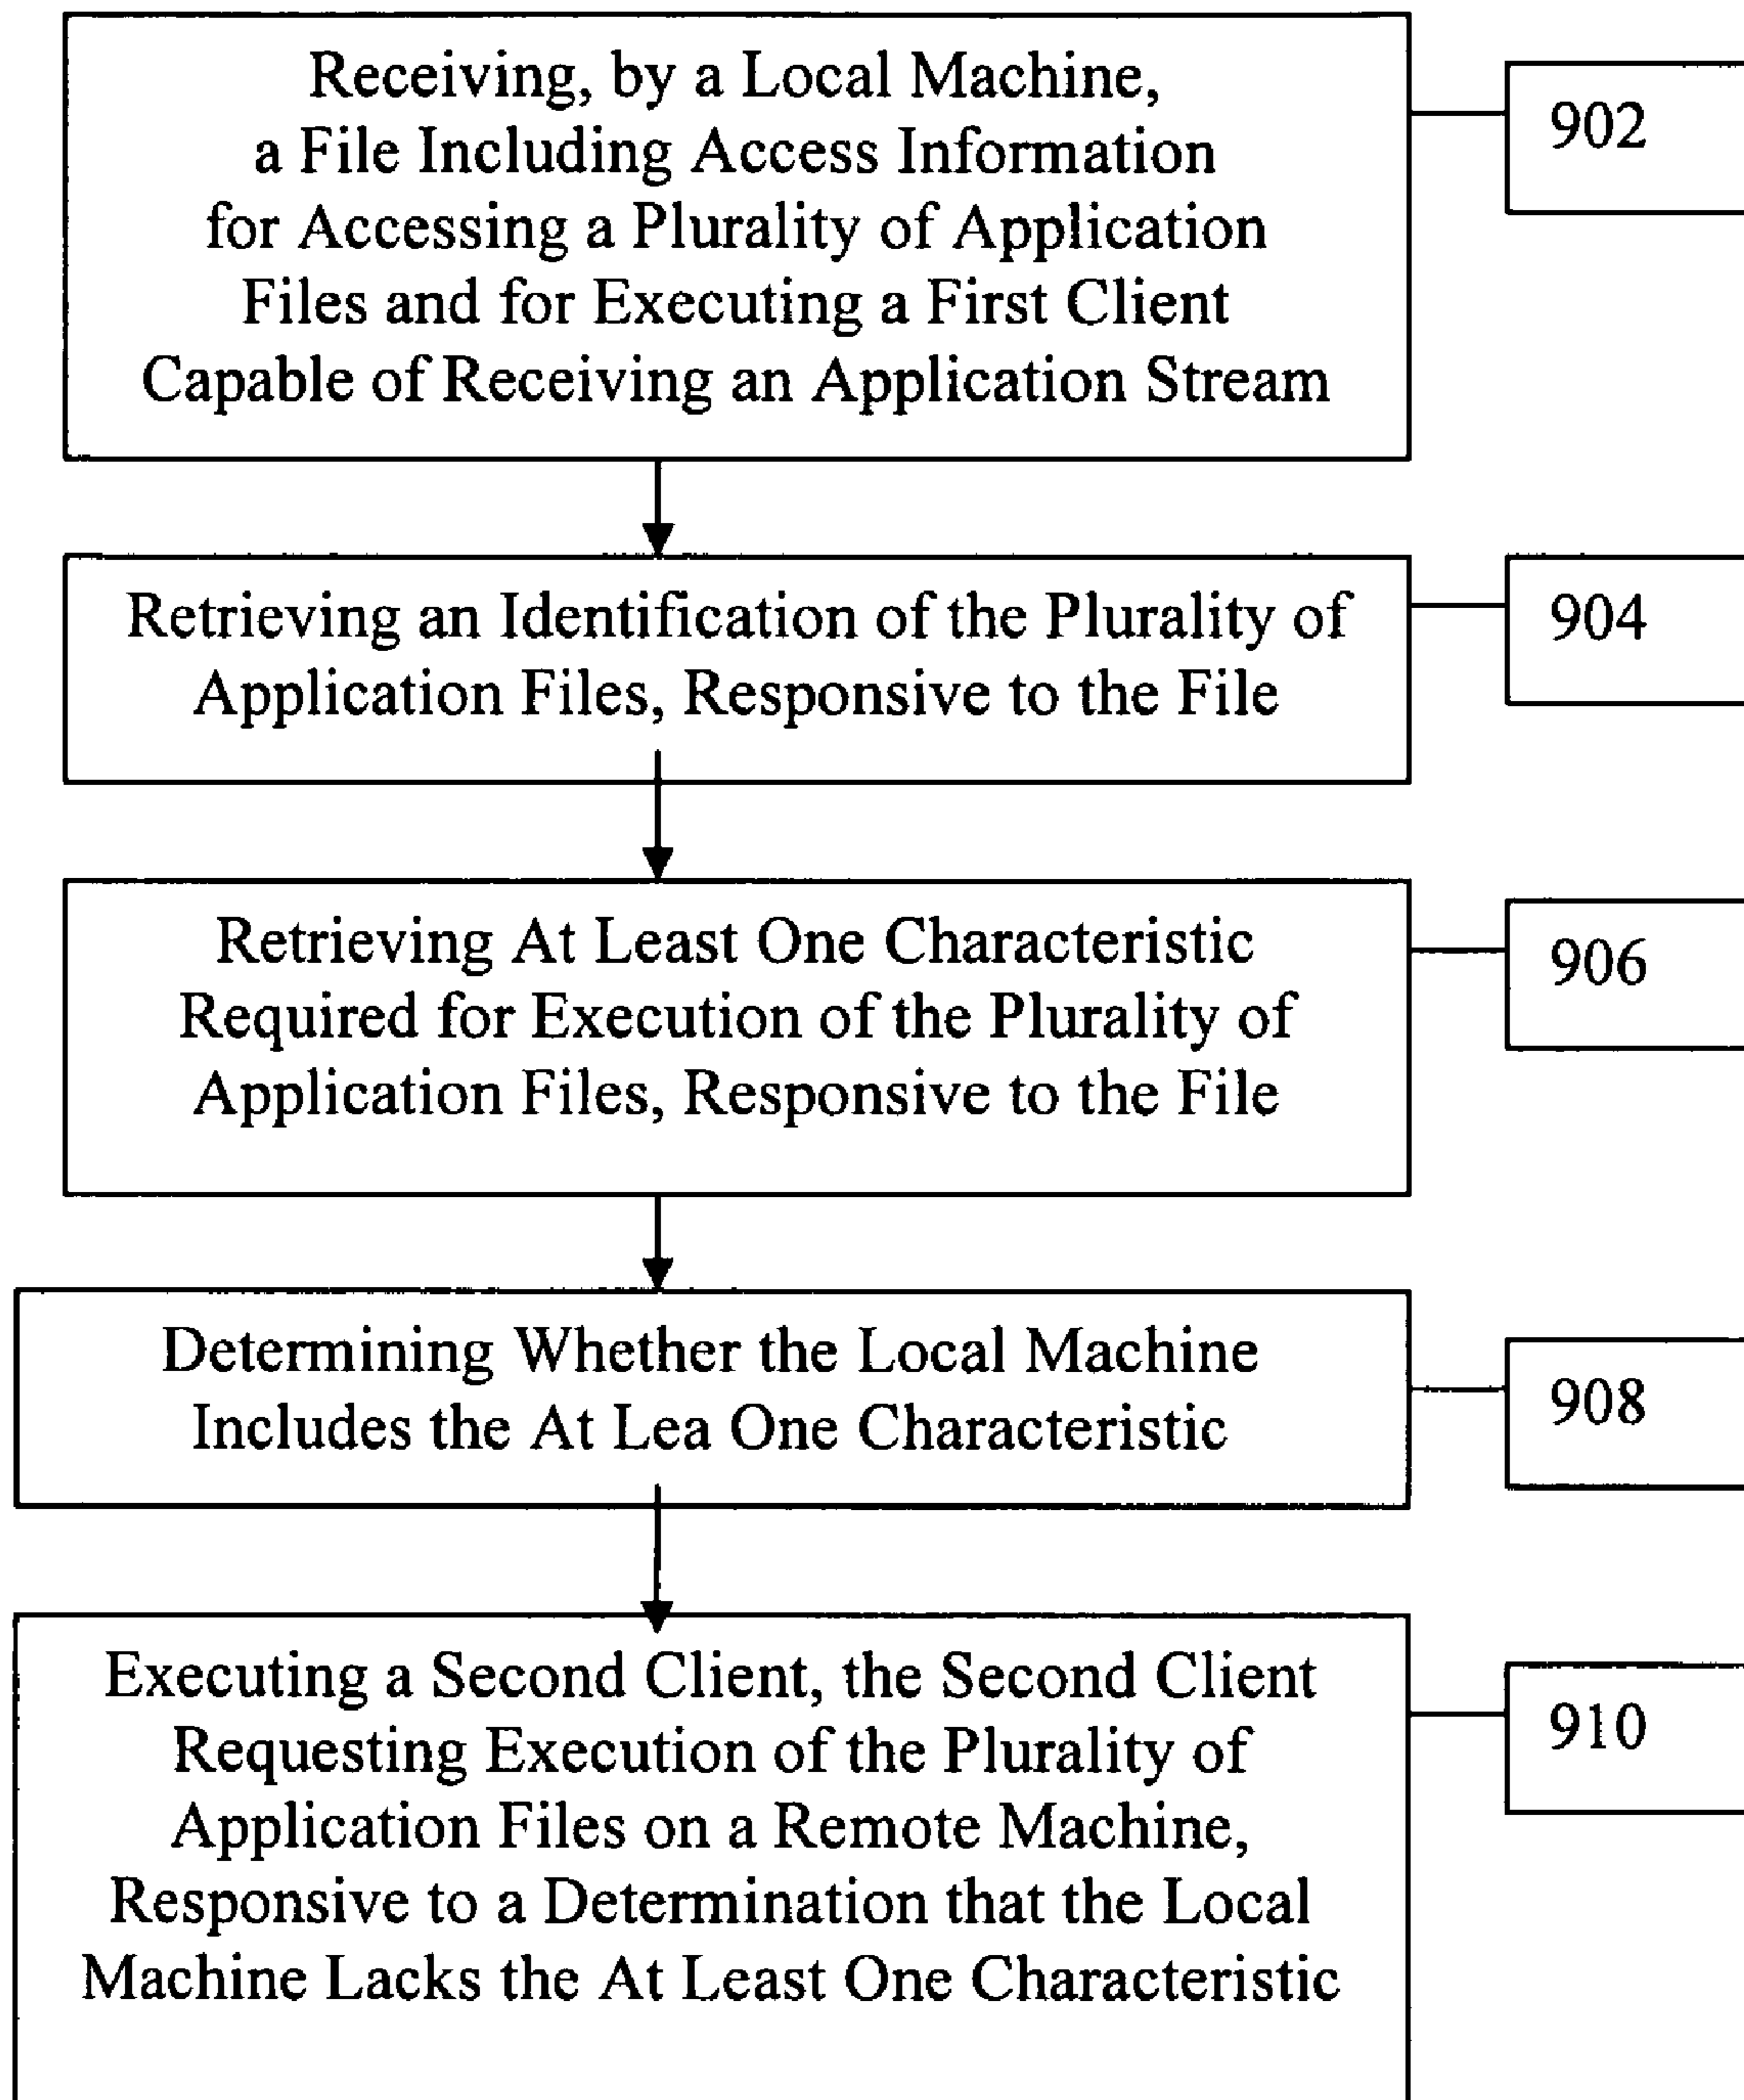 Receiving, by a Local Machine,
a File Including Access Information
for Accessing a Plurality of Application
Files and for Executing a First Client
Capable of Receiving an Application Stream
902
Retrieving an Identification of the Plurality of
Application Files, Responsive to the File
904
Retrieving At Least One Characteristic
Required for Execution of the Plurality of
Application Files, Responsive to the File
906
Determining Whether the Local Machine
Includes the At Lea One Characteristic
908
Executing a Second Client, the Second Client
Requesting Execution of the Plurality of
Application Files on a Remote Machine,
Responsive to a Determination that the Local
Machine Lacks the At Least One Characteristic
910